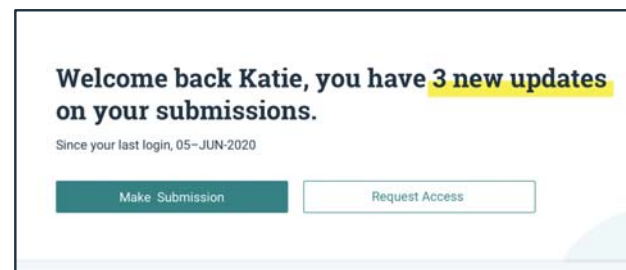 Welcome back Katie, you have 3 new updates
on your submissions.
Since your last login, 05–JUN-2020
Make Submission
Request Access